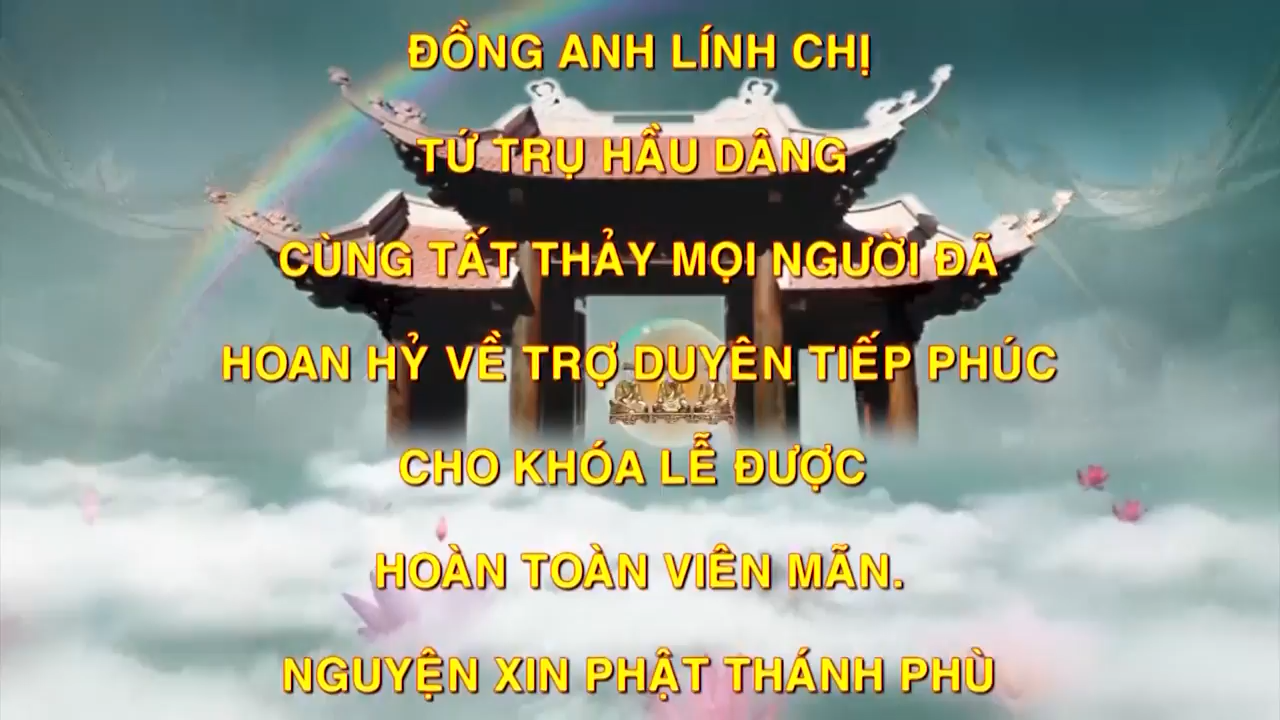 ĐỒNG ANH LÍNH CHỊ
TỨ TRỤ HẦU DÂNG
CÙNG TẤT THẢY MỌI NGƯỜI ĐÃ
HOAN HỶ VỀ TRỢ DUYÊN TIẾP PHÚC
CHO KHÓA LỄ ĐƯỢC
HOÀN TOÀN VIÊN MÃN.
NGUYỆN XIN PHẬT THÁNH PHÙ